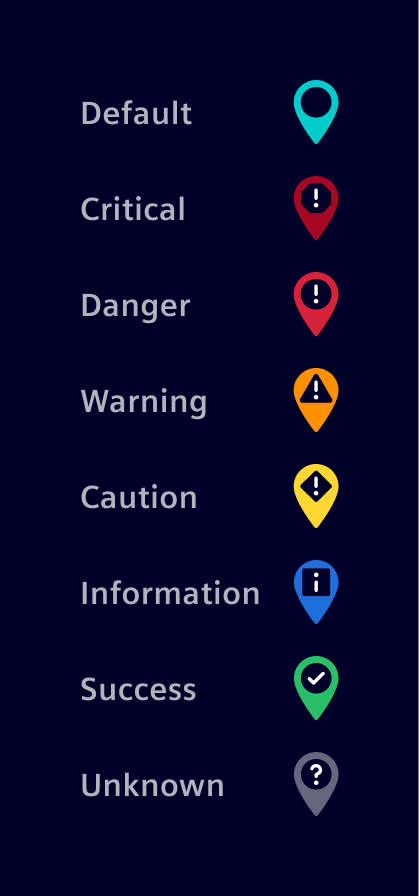 Default
Critical !
Danger !
Warning !
Caution !
Information i
Success
Unknown ?